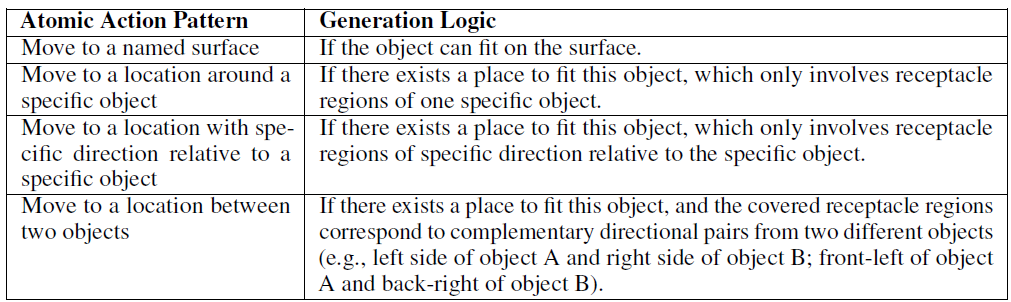 Atomic Action Pattern Generation Logic
Move to a named surface If the object can fit on the surface.
Move to a location around a If there exists a place to fit this object, which only involves receptacle
specific object regions of one specific object.
Move to a location with spe- If there exists a place to fit this object, which only involves receptacle
cific direction relative to a regions of specific direction relative to the specific object.
specific object
Move to a location between If there exists a place to fit this object, and the covered receptacle regions
two objects correspond to complementary directional pairs from two different objects
(e.g., left side of object A and right side of object B; front-left of object
A and back-right of object B).